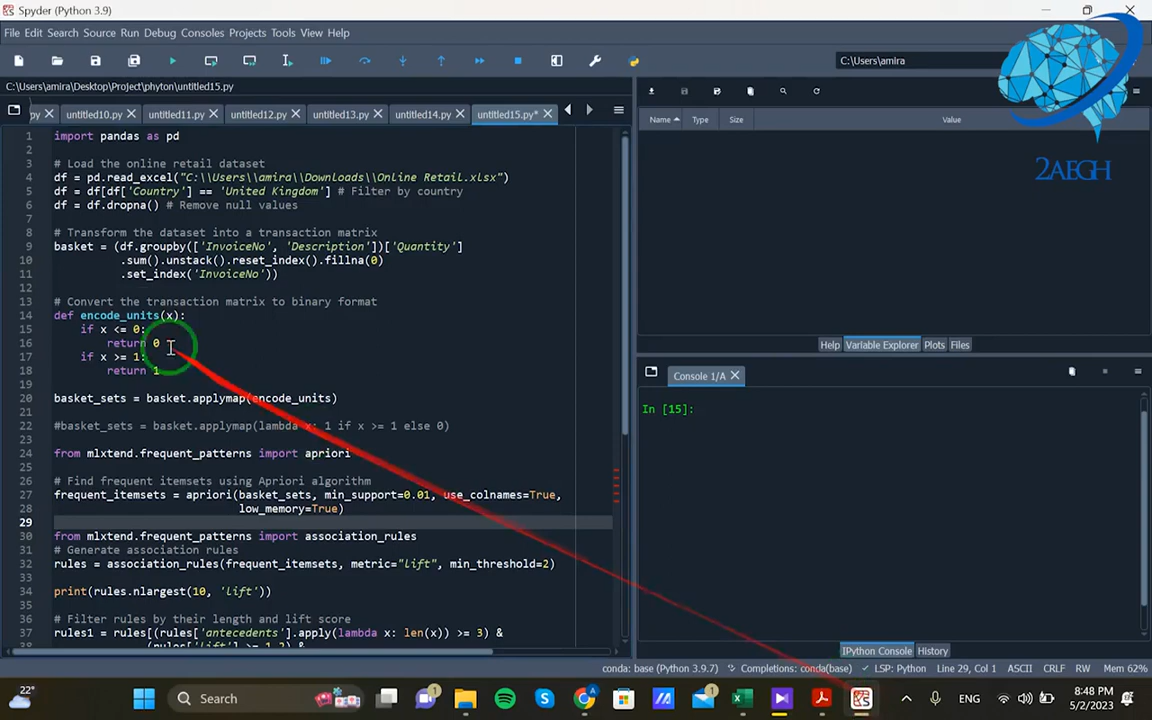 Spyder (Python 3.9)
File Edit Search Source Run Debug Consoles Projects Tools View Help
C:\Users\amira
C:\Users\amira\Desktop\Project\phyton\untitled15.py
.py untitled10.py untitled11.py untitled12.py untitled13.py untitled14.py untitled15.py*
1 import pandas as pd
2
3 # Load the online retail dataset
4 df = pd.read_excel("C:\\Users\\amira\\Downloads\\Online Retail.xlsx")
5 df = df[df['Country'] == 'United Kingdom'] # Filter by country
6 df = df.dropna() # Remove null values
7
8 # Transform the dataset into a transaction matrix
9 basket = (df.groupby(['InvoiceNo', 'Description'])['Quantity']
10 .sum().unstack().reset_index().fillna(0)
11 .set_index('InvoiceNo'))
12
13 # Convert the transaction matrix to binary format
14 def encode_units(x):
15 if x <= 0:
16 return 0
17 if x >= 1:
18 return 1
19
20 basket_sets = basket.applymap(encode_units)
21
22 #basket_sets = basket.applymap(lambda x: 1 if x >= 1 else 0)
23
24 from mlxtend.frequent_patterns import apriori
25
26 # Find frequent itemsets using Apriori algorithm
27 frequent_itemsets = apriori(basket_sets, min_support=0.01, use_colnames=True,
28 low_memory=True)
29
30 from mlxtend.frequent_patterns import association_rules
31 # Generate association rules
32 rules = association_rules(frequent_itemsets, metric="lift", min_threshold=2)
33
34 print(rules.nlargest(10, 'lift'))
35
36 # Filter rules by their length and lift score
37 rules1 = rules[(rules['antecedents'].apply(lambda x: len(x)) >= 3) &
(rules['lift'] >= 1.2) &
2AEGH
Name Type Size Value
Help Variable Explorer Plots Files
Console 1/A
In [15]:
IPython Console History
conda: base (Python 3.9.7) Completions: conda(base) LSP: Python Line 29, Col 1 ASCII CRLF RW Mem 62%
22° Search 1 1 ENG 8:48 PM
5/2/2023